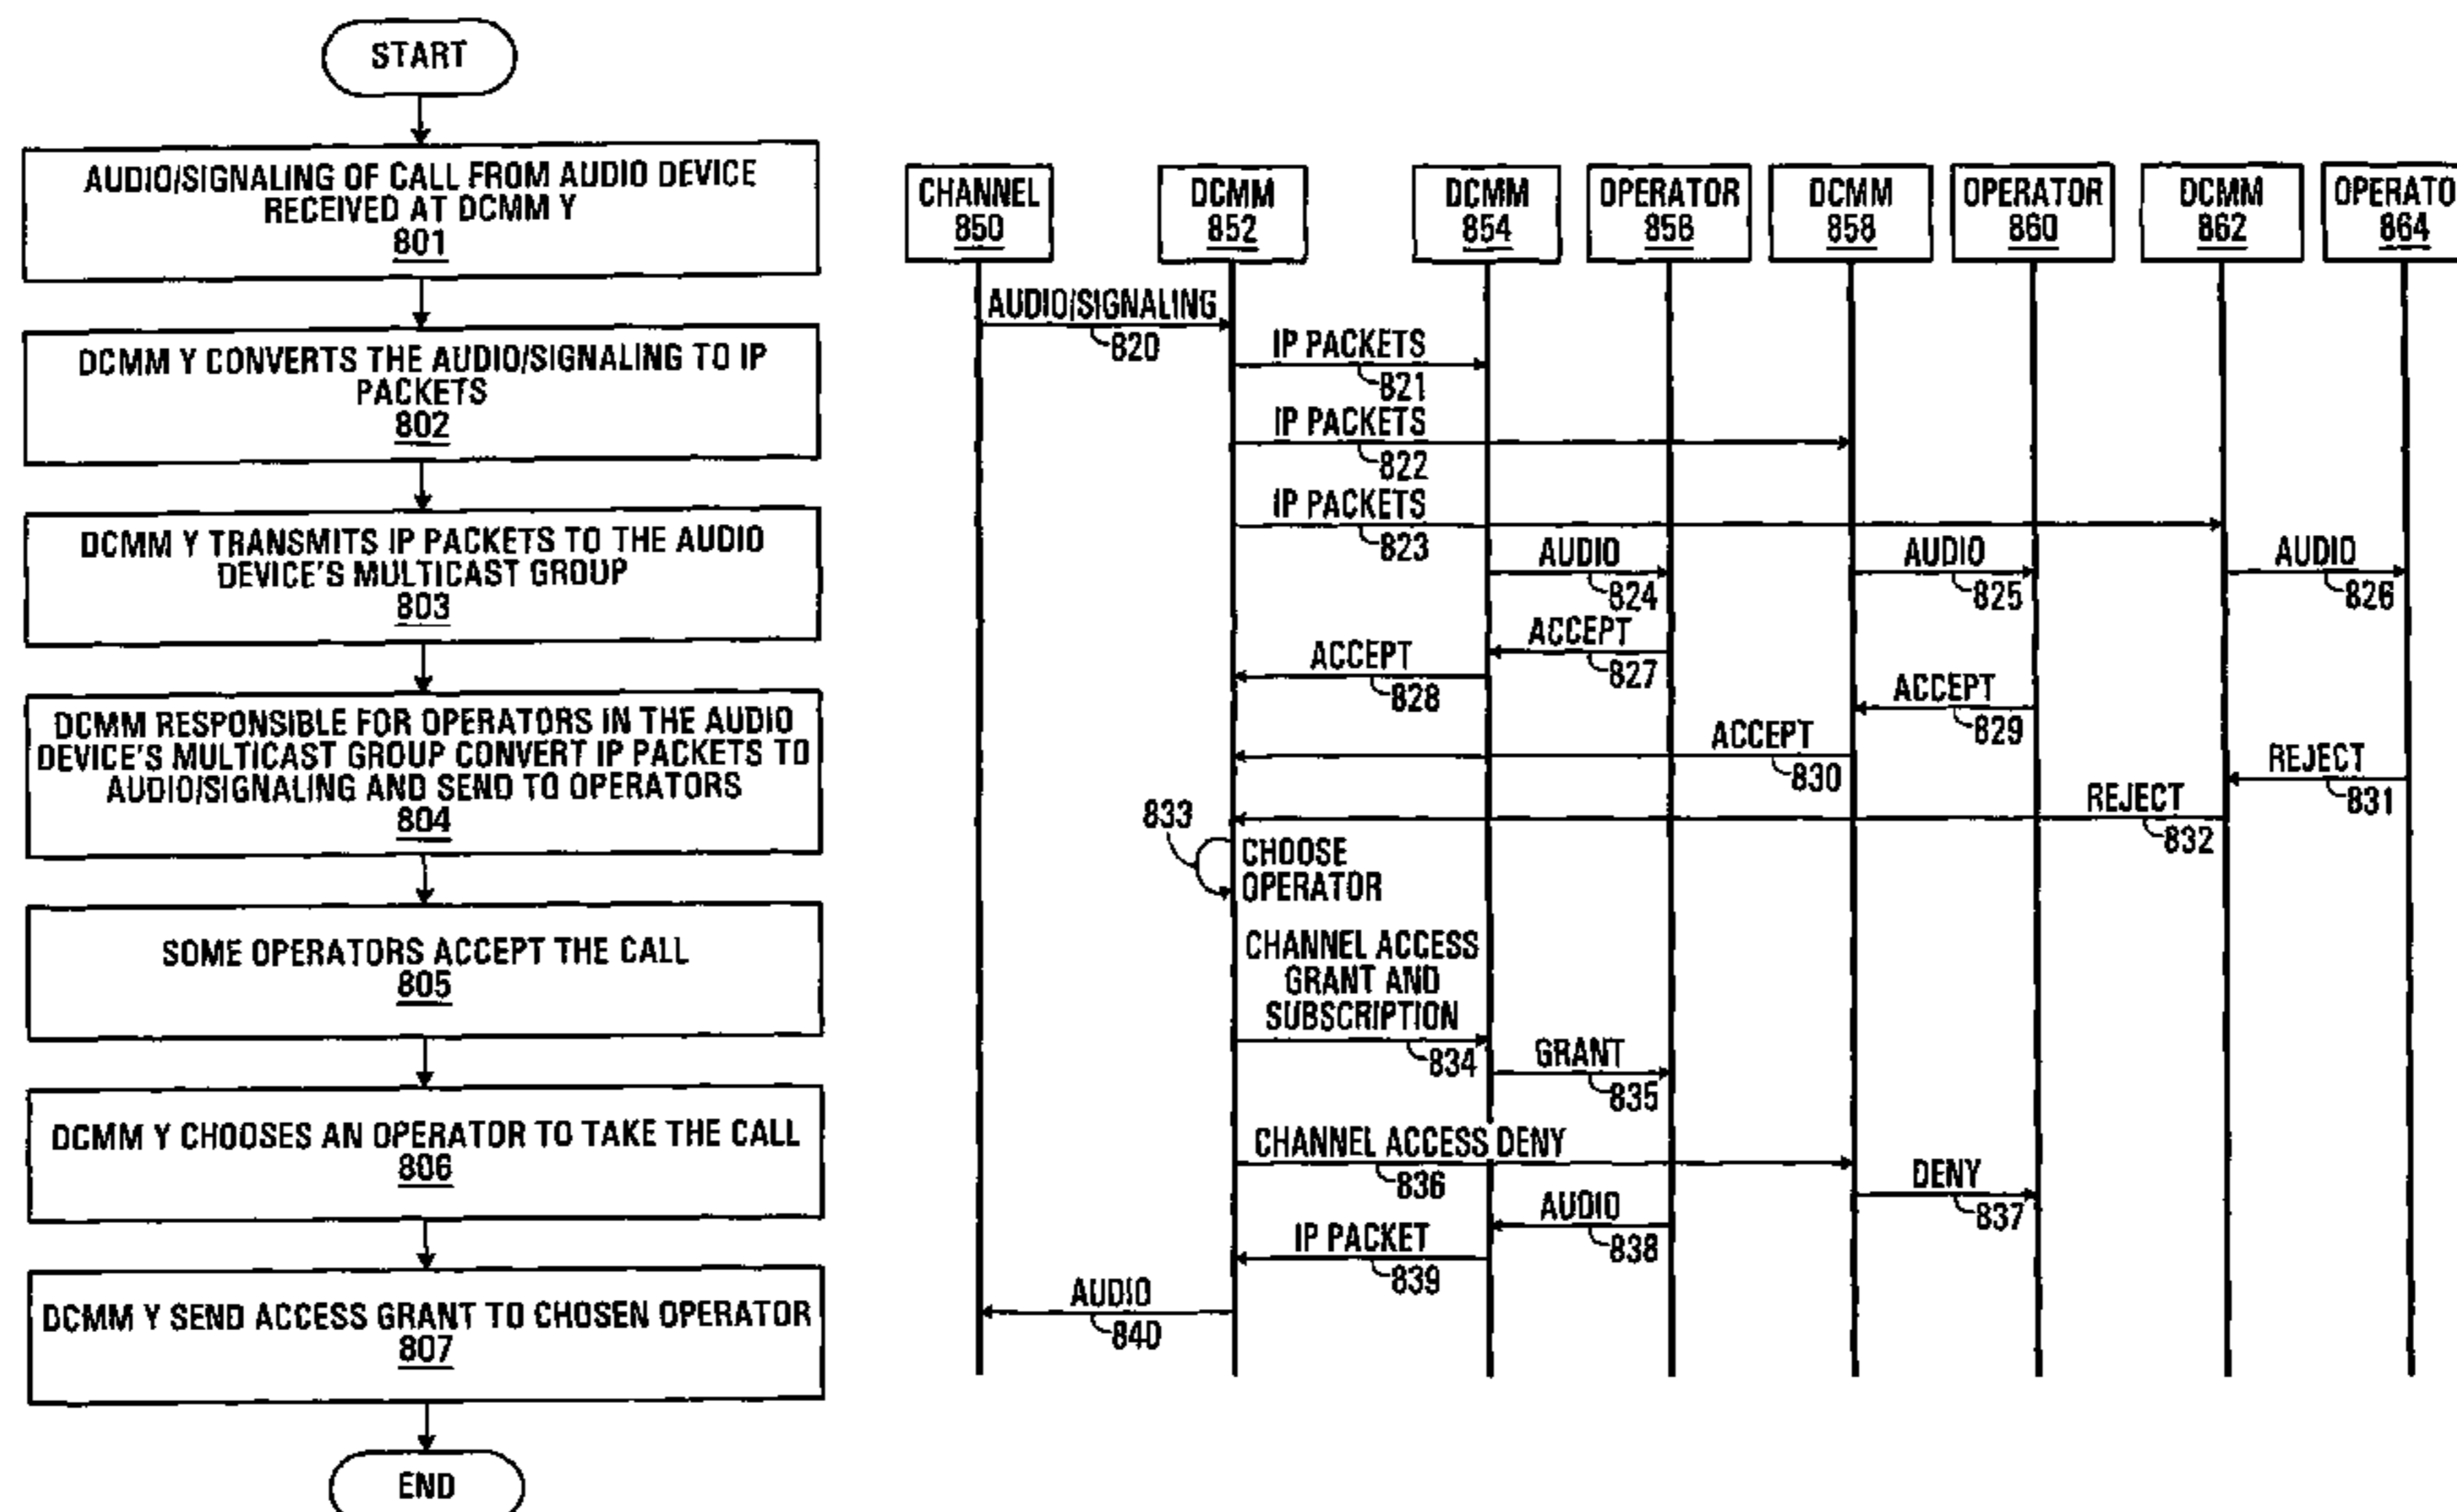 START
AUDIO/SIGNALING OF CALL FROM AUDIO DEVICE
RECEIVED AT DCMM Y
801
DCMM Y CONVERTS THE AUDIO/SIGNALING TO IP
PACKETS
802
DCMM Y TRANSMITS IP PACKETS TO THE AUDIO
DEVICE'S MULTICAST GROUP
803
DCMM RESPONSIBLE FOR OPERATORS IN THE AUDIO
DEVICE'S MULTICAST GROUP CONVERT IP PACKETS TO
AUDIO/SIGNALING AND SEND TO OPERATORS
804
SOME OPERATORS ACCEPT THE CALL
805
DCMM Y CHOOSES AN OPERATOR TO TAKE THE CALL
806
DCMM Y SEND ACCESS GRANT TO CHOSEN OPERATOR
807
END
CHANNEL
850
DCMM
852
DCMM
854
OPERATOR
856
DCMM
858
OPERATOR
860
DCMM
862
OPERATO
864
AUDIO/SIGNALING
820
IP PACKETS
821
IP PACKETS
822
IP PACKETS
823
AUDIO
824
AUDIO
825
AUDIO
826
ACCEPT
827
ACCEPT
828
ACCEPT
829
ACCEPT
830
REJECT
831
REJECT
832
833
CHOOSE
OPERATOR
CHANNEL ACCESS
GRANT AND
SUBSCRIPTION
834
GRANT
835
CHANNEL ACCESS DENY
836
DENY
837
AUDIO
838
IP PACKET
839
AUDIO
840